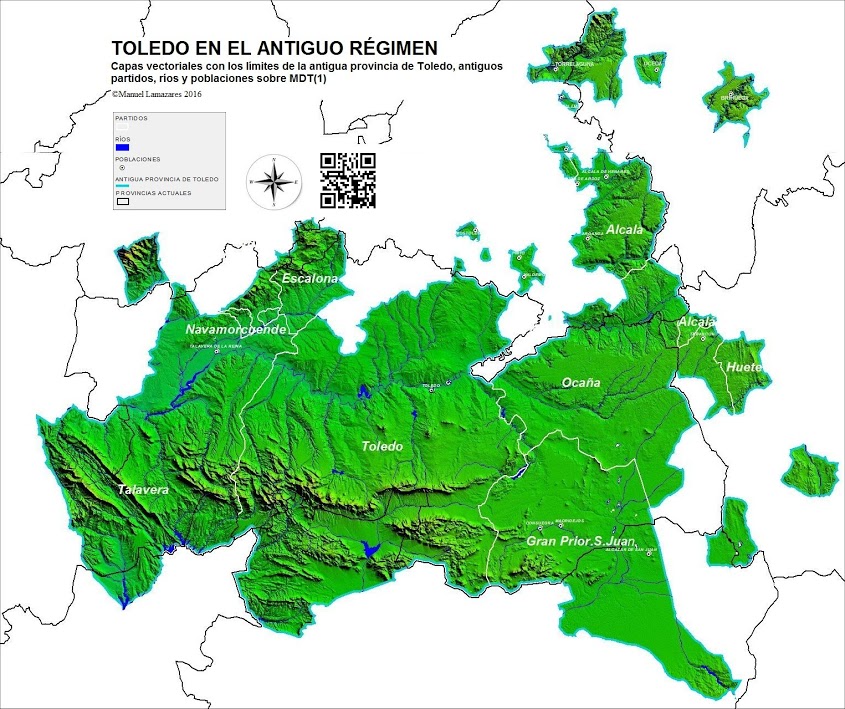 TOLEDO EN EL ANTIGUO RÉGIMEN
Capas vectoriales con los limites de la antigua provincia de Toledo, antiguos
partidos, rios y poblaciones sobre MDT(1)
©Manuel Lamazares 2016
PARTIDOS
RÍOS
POBLACIONES
ANTIGUA PROVINCIA DE TOLEDO
PROVINCIAS ACTUALES
N
W
E
S
TORRELAGUNA
UCEDA
BRIHUEGA
ALCALA DE HENARES
Alcala
Escalona
Navamorcuende
TALAVERA DE LA REINA
Alcala
Huete
Ocaña
TOLEDO
Toledo
Talavera
CONSUEGRA
MADRIDEJOS
Gran Prior.S.Juan
ALCAZAR DE SAN JUAN